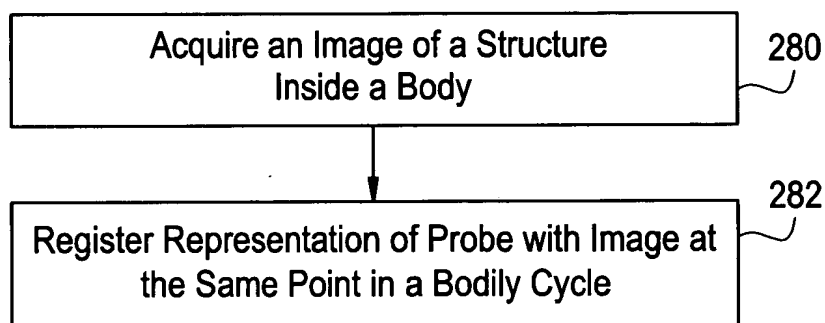 Acquire an Image of a Structure
Inside a Body
280
Register Representation of Probe with Image at
the Same Point in a Bodily Cycle
282